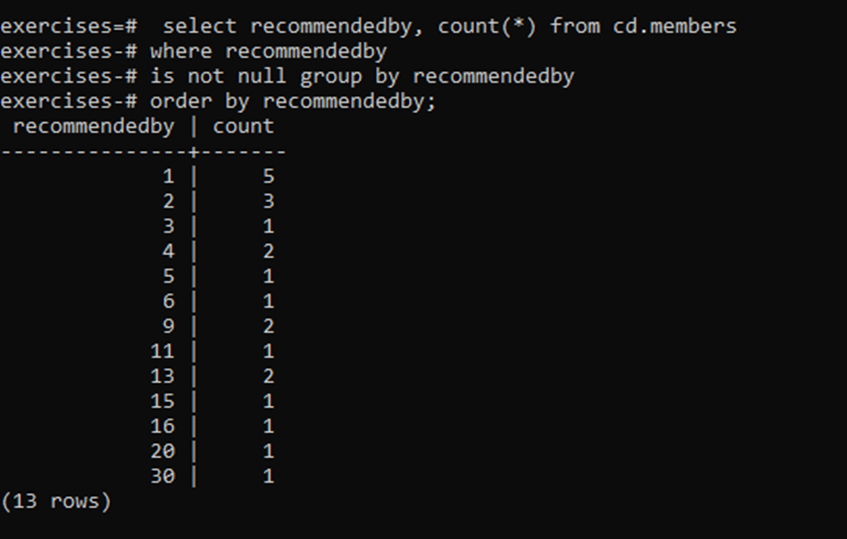 exercises=#  select recommendedby, count(*) from cd.members
exercises-# where recommendedby
exercises-# is not null group by recommendedby
exercises-# order by recommendedby;
 recommendedby | count
---------------+-------
             1 |     5
             2 |     3
             3 |     1
             4 |     2
             5 |     1
             6 |     1
             9 |     2
            11 |     1
            13 |     2
            15 |     1
            16 |     1
            20 |     1
            30 |     1
(13 rows)